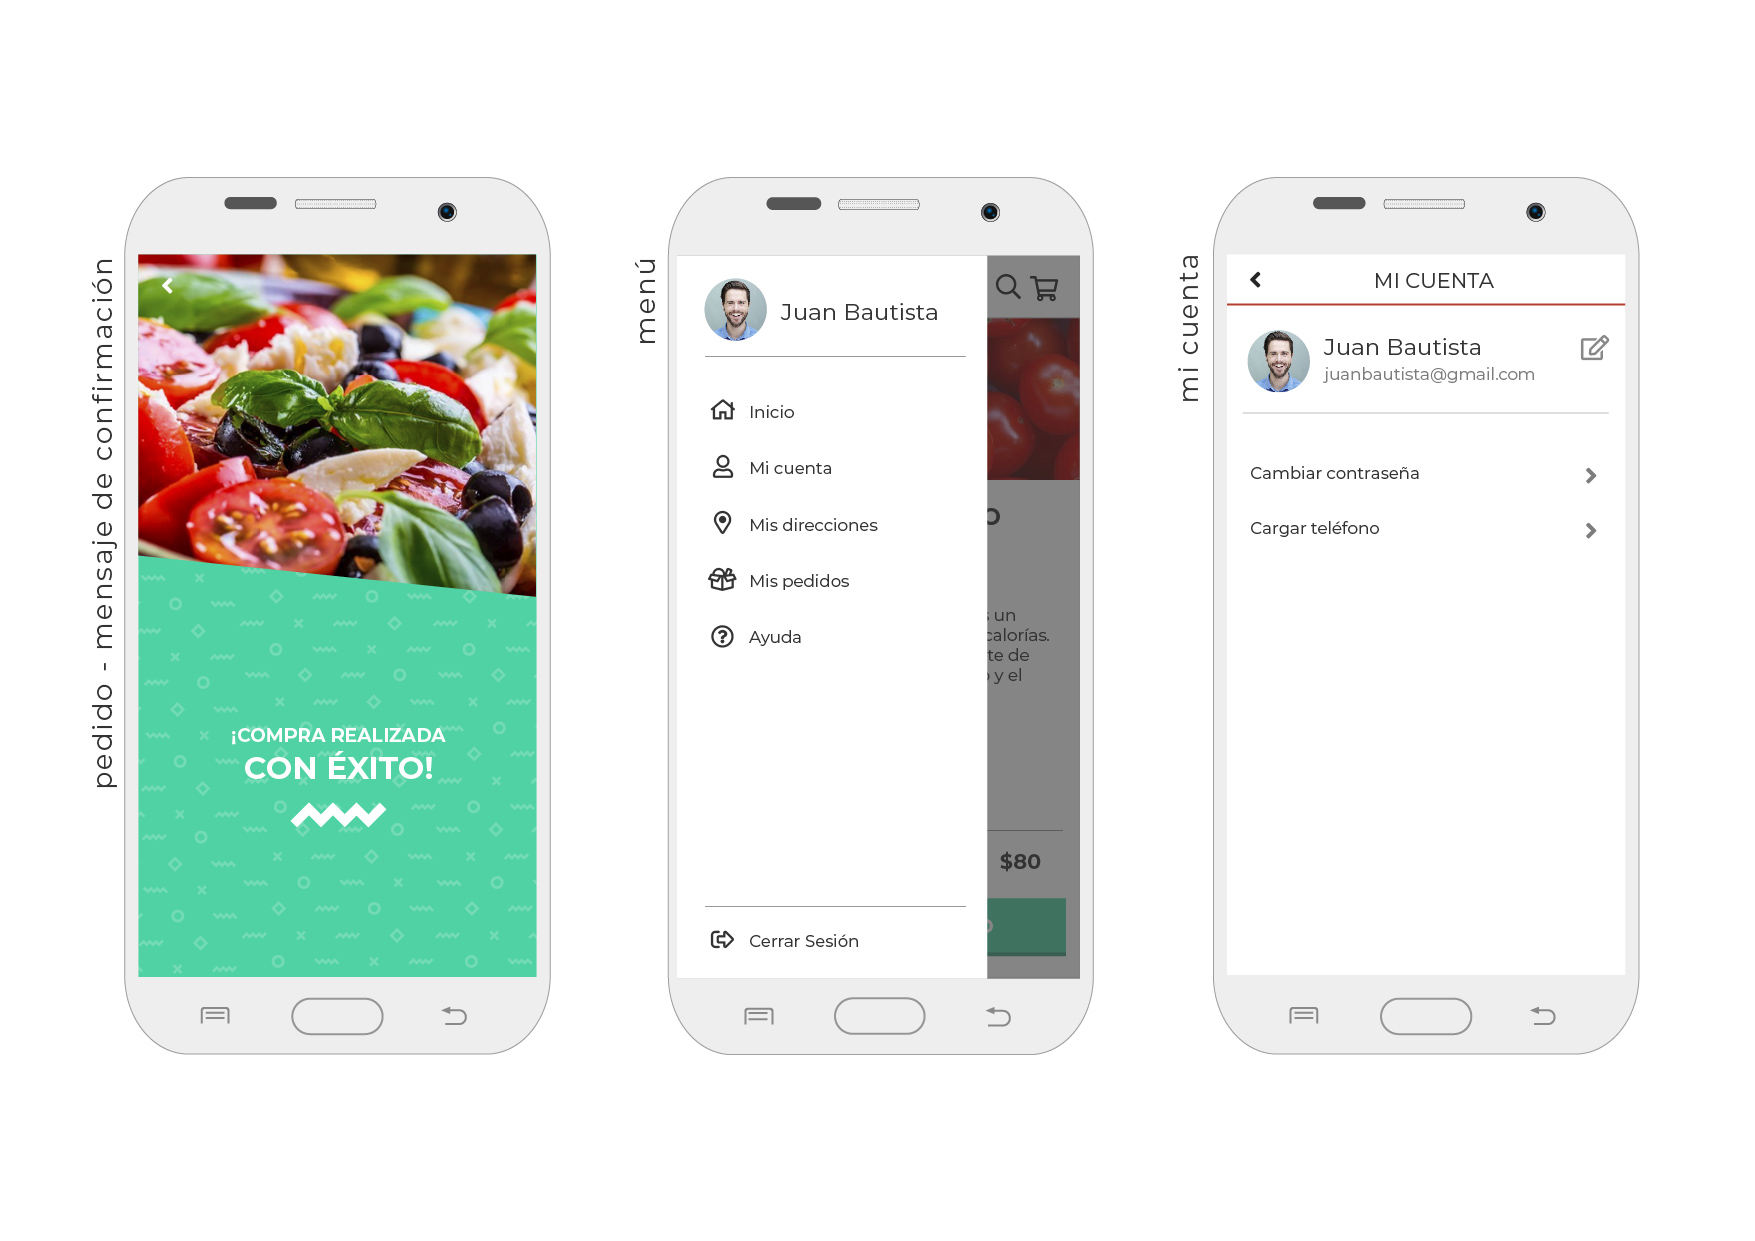 pedido - mensaje de confirmación
¡COMPRA REALIZADA
CON ÉXITO!
menú
Juan Bautista
Inicio
Mi cuenta
Mis direcciones
Mis pedidos
Ayuda
Cerrar Sesión
un
calorías.
te de
y el
$80
mi cuenta
MI CUENTA
Juan Bautista
juanbautista@gmail.com
Cambiar contraseña
Cargar teléfono